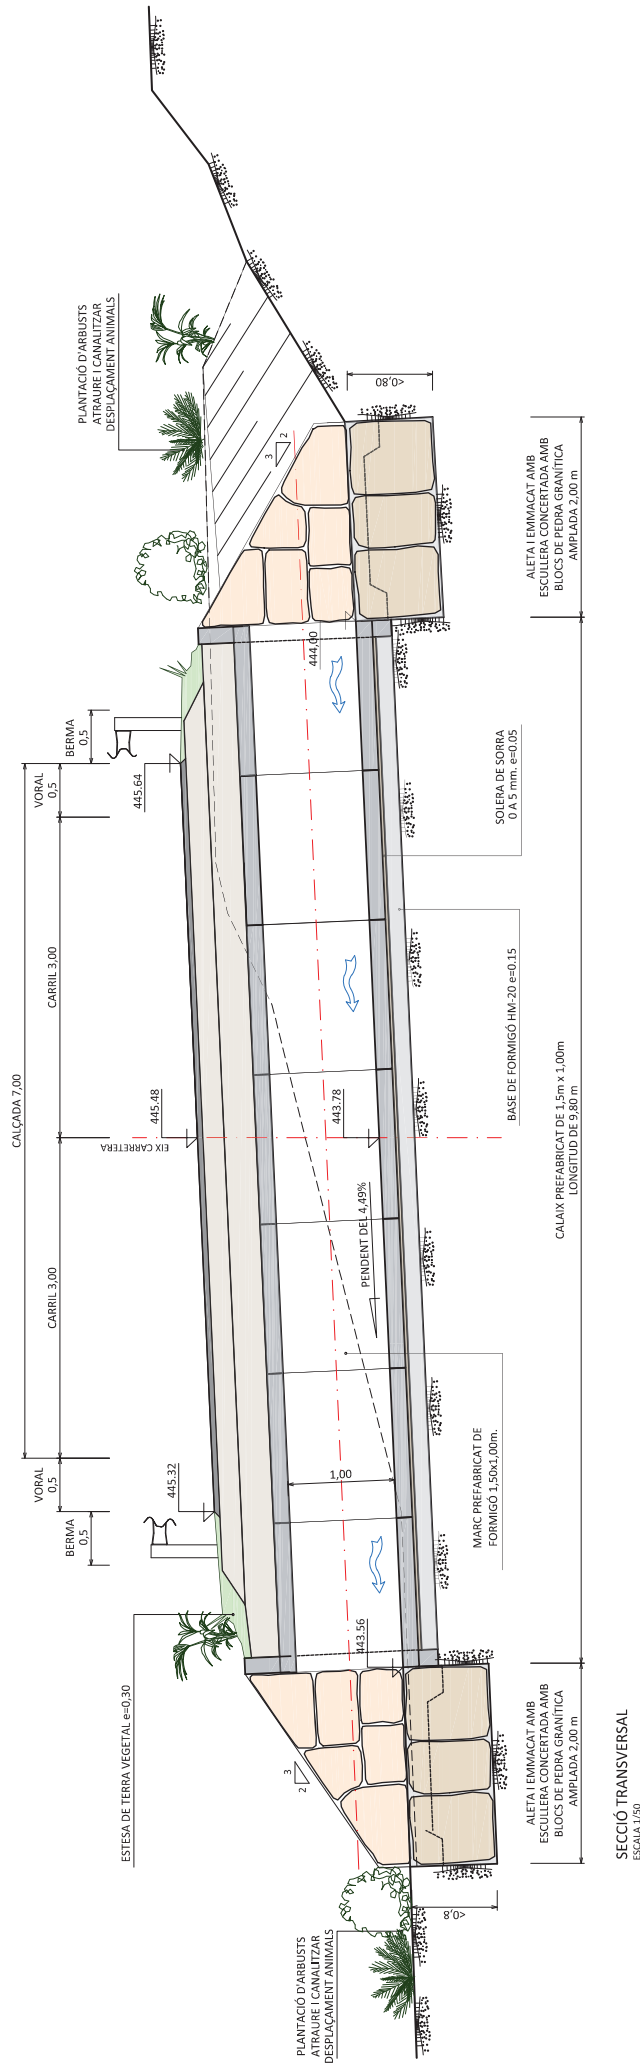 PLANTACIÓ D'ARBUSTS
ATRAURE I CANALITZAR
DESPLAÇAMENT ANIMALS
ESTESA DE TERRA VEGETAL e=0,30
BERMA
0,5
VORAL
0,5
CARRIL 3,00
CALÇADA 7,00
CARRIL 3,00
VORAL
0,5
BERMA
0,5
PLANTACIÓ D'ARBUSTS
ATRAURE I CANALITZAR
DESPLAÇAMENT ANIMALS
445.32
EIX CARRETERA
445.48
445.64
3
2
3
2
443.56
1,00
PENDENT DEL 4,49%
443.78
444,00
<0,8
<0,80
MARC PREFABRICAT DE
FORMIGÓ 1,50x1,00m.
BASE DE FORMIGÓ HM-20 e=0.15
SOLERA DE SORRA
0 A 5 mm. e=0.05
ALETA I EMMACAT AMB
ESCULLERA CONCERTADA AMB
BLOCS DE PEDRA GRANÍTICA
AMPLADA 2,00 m
CALAIX PREFABRICAT DE 1,5m x 1,00m
LONGITUD DE 9,80 m
ALETA I EMMACAT AMB
ESCULLERA CONCERTADA AMB
BLOCS DE PEDRA GRANÍTICA
AMPLADA 2,00 m
SECCIÓ TRANSVERSAL
ESCALA 1/50